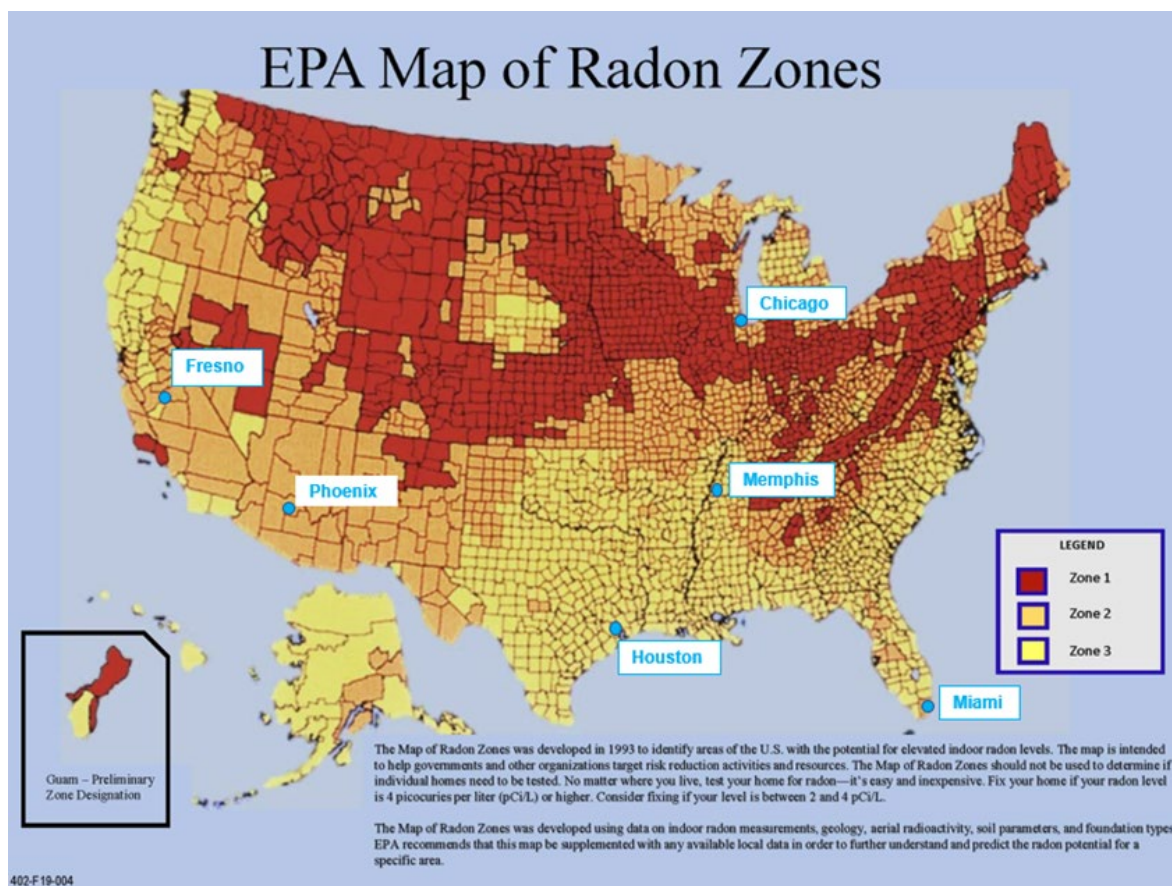 EPA Map of Radon Zones
Chicago
Fresno
Memphis
Phoenix
LEGEND
Zone 1
Zone 2
Zone 3
Houston
Miami
Guam – Preliminary
Zone Designation
The Map of Radon Zones was developed in 1993 to identify areas of the U.S. with the potential for elevated indoor radon levels. The map is intended
to help governments and other organizations target risk reduction activities and resources. The Map of Radon Zones should not be used to determine if
individual homes need to be tested. No matter where you live, test your home for radon—it's easy and inexpensive. Fix your home if your radon level
is 4 picocuries per liter (pCi/L) or higher. Consider fixing if your level is between 2 and 4 pCi/L.
The Map of Radon Zones was developed using data on indoor radon measurements, geology, aerial radioactivity, soil parameters, and foundation types
EPA recommends that this map be supplemented with any available local data in order to further understand and predict the radon potential for a
specific area.
402-F19-004